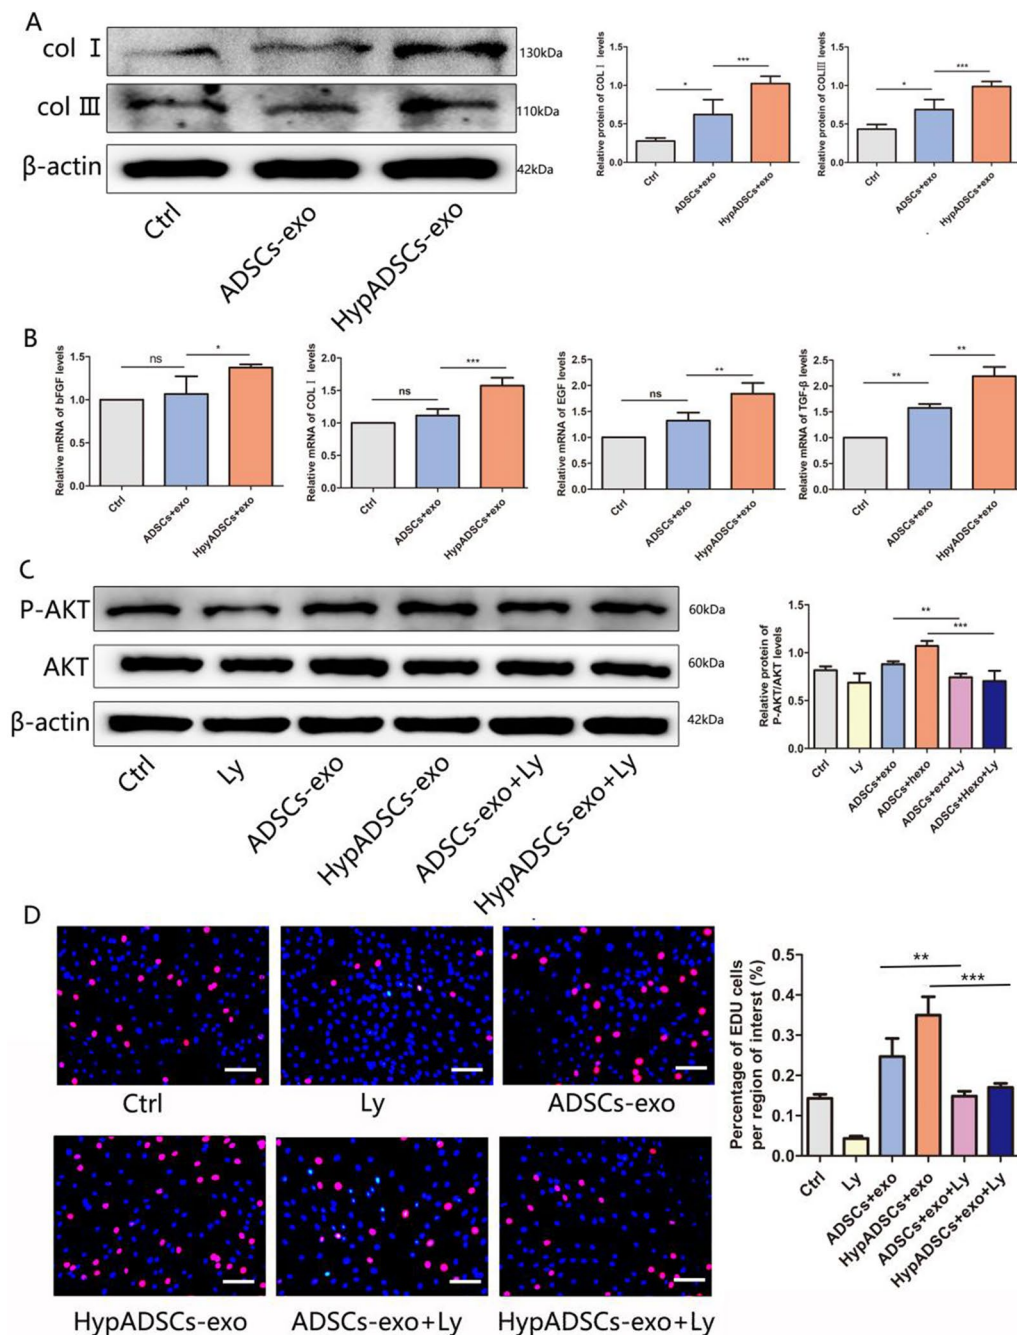 A
col Ⅰ
130kDa
col Ⅲ
110kDa
β-actin
42kDa
Ctrl
ADSCs-exo
HypADSCs-exo
Relative protein of COLⅠ levels
1.5
1.0
0.5
0.0
*
***
Ctrl
ADSCs+exo
HypADSCs+exo
Relative protein of COLⅢ levels
1.5
1.0
0.5
0.0
*
***
Ctrl
ADSCs+exo
HypADSCs+exo
B
Relative mRNA of bFGF levels
1.5
1.0
0.5
0.0
ns
*
Ctrl
ADSCs+exo
HpyADSCs+exo
Relative mRNA of COLⅠ levels
2.0
1.5
1.0
0.5
0.0
ns
***
Ctrl
ADSCs+exo
HypADSCs+exo
Relative mRNA of EGF levels
2.5
2.0
1.5
1.0
0.5
0.0
ns
**
Ctrl
ADSCs+exo
HypADSCs+exo
Relative mRNA of TGF-β levels
2.5
2.0
1.5
1.0
0.5
0.0
**
**
Ctrl
ADSCs+exo
HypADSCs+exo
C
P-AKT
60kDa
AKT
60kDa
β-actin
42kDa
Ctrl
Ly
ADSCs-exo
HypADSCs-exo
ADSCs-exo+Ly
HypADSCs-exo+Ly
Relative protein of
P-AKT/AKT levels
1.5
1.0
0.5
0.0
**
***
Ctrl
Ly
ADSCs+exo
ADSCs+hexo
ADSCs+exo+Ly
ADSCs+Hexo+Ly
D
Ctrl
Ly
ADSCs-exo
HypADSCs-exo
ADSCs-exo+Ly
HypADSCs-exo+Ly
Percentage of EDU cells
per region of interst (%)
0.5
0.4
0.3
0.2
0.1
0.0
**
***
Ctrl
Ly
ADSCs+exo
HypADSCs+exo
ADSCs+exo+Ly
HypADSCs+exo+Ly